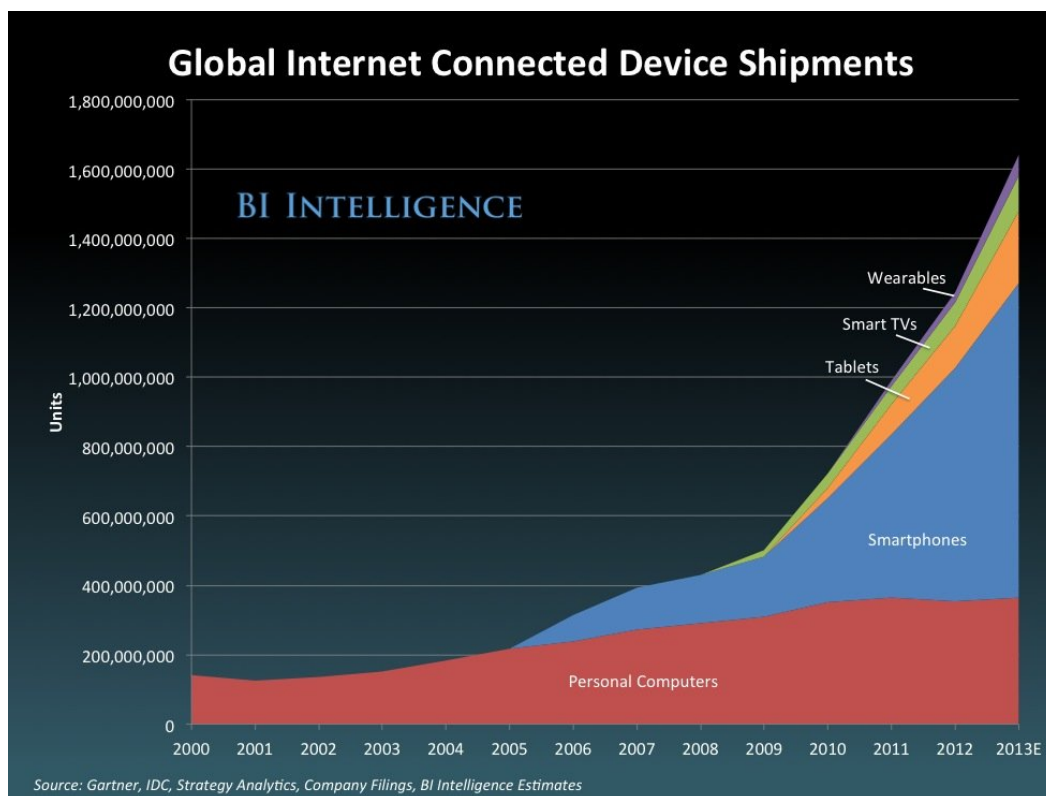 Global Internet Connected Device Shipments
1,800,000,000
1,600,000,000
BI INTELLIGENCE
1,400,000,000
Wearables
1,200,000,000
Smart TVs
Tablets
1,000,000,000
Units
800,000,000
600,000,000
Smartphones
400,000,000
200,000,000
Personal Computers
0
2000 2001 2002 2003 2004 2005 2006 2007 2008 2009 2010 2011 2012 2013E
Source: Gartner, IDC, Strategy Analytics, Company Filings, BI Intelligence Estimates